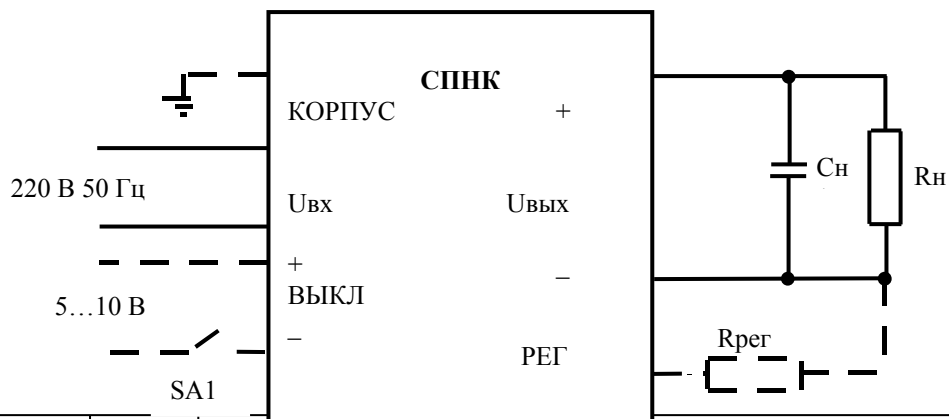 СПНК
КОРПУС
+
220 В 50 Гц
Uвх
Uвых
Сн
Rн
+
ВЫКЛ
–
5…10 В
–
РЕГ
Rрег
SA1